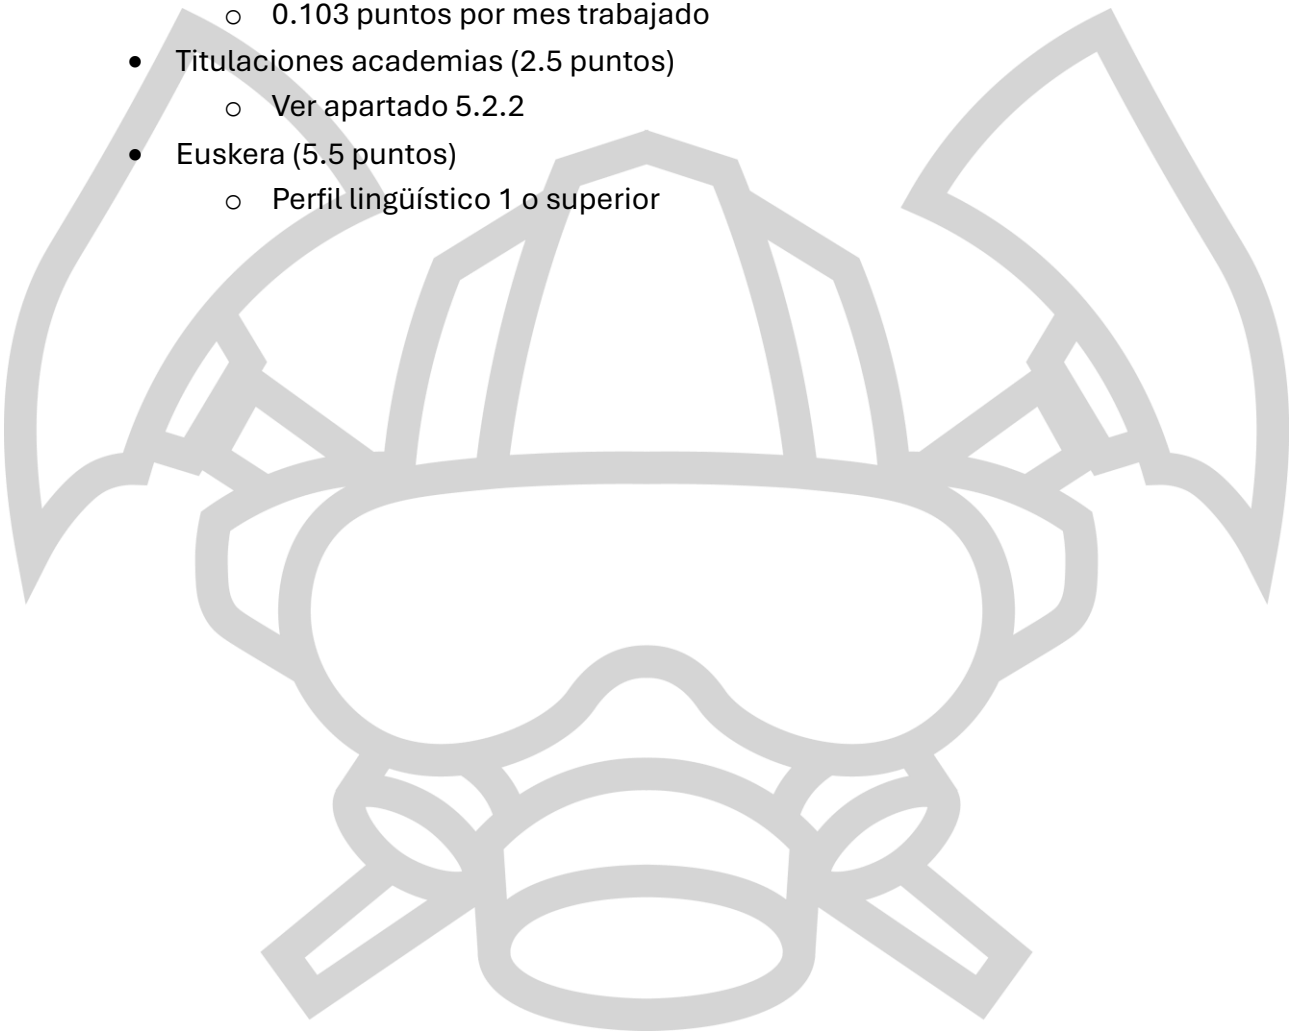 o 0.103 puntos por mes trabajado
• Titulaciones academias (2.5 puntos)
o Ver apartado 5.2.2
• Euskera (5.5 puntos)
o Perfil lingüístico 1 o superior